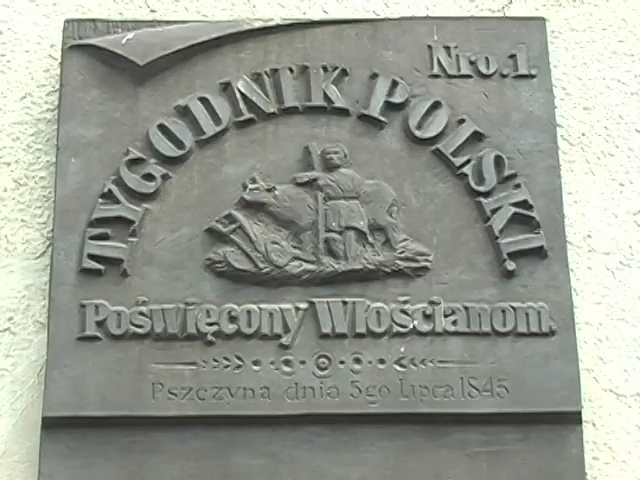 Nro.1.
TYGODNIK POLSKI.
Poświęcony Włościanom.
Pszczyna dnia 5go Lipca 1845